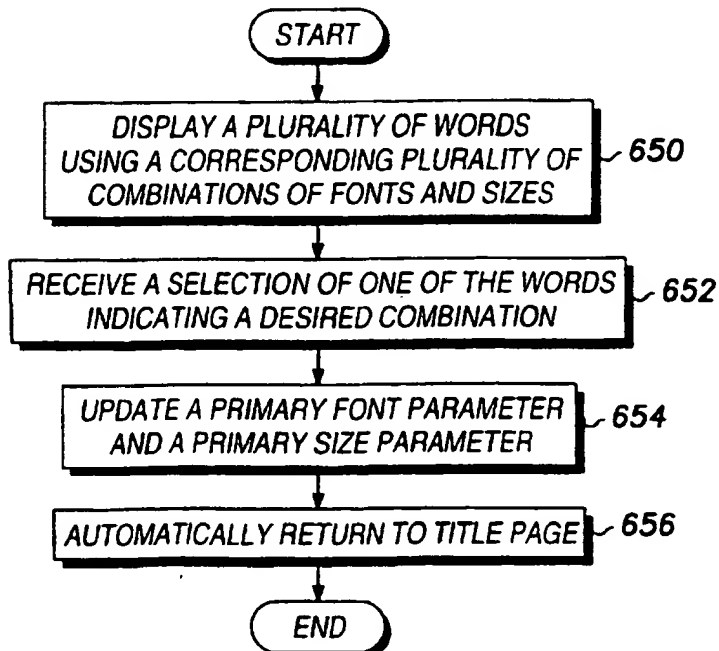 START
DISPLAY A PLURALITY OF WORDS
USING A CORRESPONDING PLURALITY OF
COMBINATIONS OF FONTS AND SIZES
650
RECEIVE A SELECTION OF ONE OF THE WORDS
INDICATING A DESIRED COMBINATION
652
UPDATE A PRIMARY FONT PARAMETER
AND A PRIMARY SIZE PARAMETER
654
AUTOMATICALLY RETURN TO TITLE PAGE
656
END